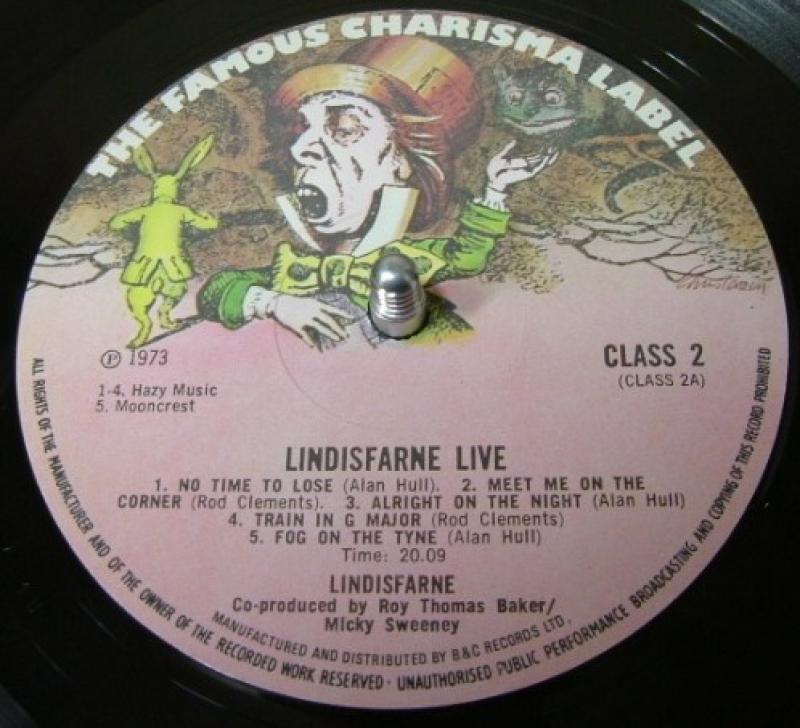 THE FAMOUS CHARISMA LABEL
℗ 1973
CLASS 2
(CLASS 2A)
1-4. Hazy Music
5. Mooncrest
LINDISFARNE LIVE
1. NO TIME TO LOSE (Alan Hull). 2. MEET ME ON THE
CORNER (Rod Clements). 3. ALRIGHT ON THE NIGHT (Alan Hull)
4. TRAIN IN G MAJOR (Rod Clements)
5. FOG ON THE TYNE (Alan Hull)
Time: 20.09
LINDISFARNE
Co-produced by Roy Thomas Baker/
Micky Sweeney
MANUFACTURED AND DISTRIBUTED BY B&C RECORDS LTD.
ALL RIGHTS OF THE MANUFACTURER AND OF THE OWNER OF THE RECORDED WORK RESERVED · UNAUTHORISED PUBLIC PERFORMANCE BROADCASTING AND COPYING OF THIS RECORD PROHIBITED